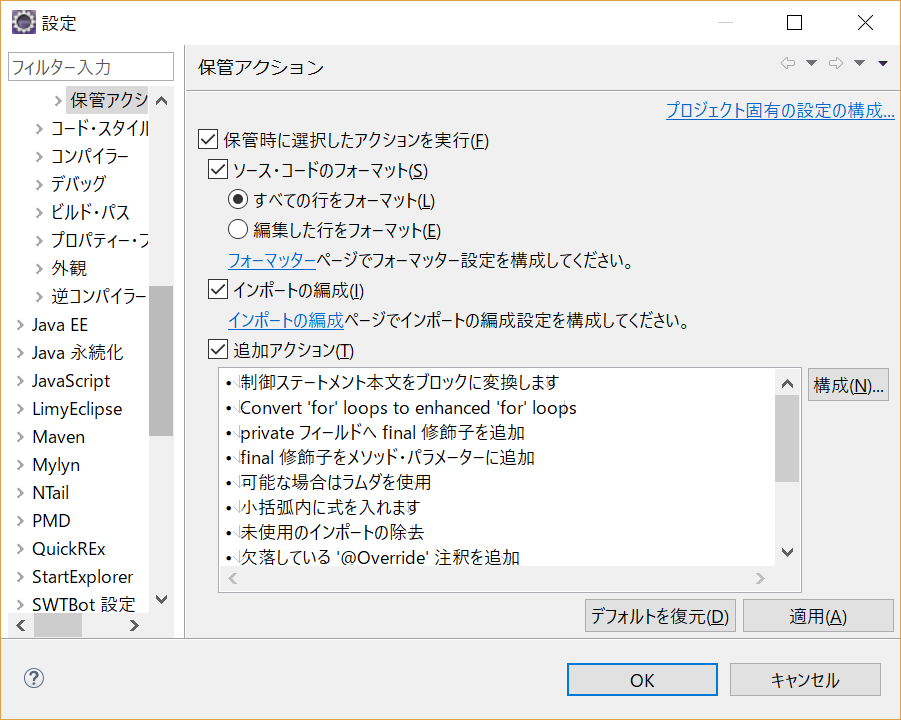 設定
フィルター入力
保管アクシ
コード・スタイル
コンパイラー
デバッグ
ビルド・パス
プロパティー・フ
外観
逆コンパイラー
Java EE
Java 永続化
JavaScript
LimyEclipse
Maven
Mylyn
NTail
PMD
QuickREx
StartExplorer
SWTBot 設定
保管アクション
プロジェクト固有の設定の構成...
保管時に選択したアクションを実行(F)
ソース・コードのフォーマット(S)
すべての行をフォーマット(L)
編集した行をフォーマット(E)
フォーマッターページでフォーマッター設定を構成してください。
インポートの編成(I)
インポートの編成ページでインポートの編成設定を構成してください。
追加アクション(T)
• 制御ステートメント本文をブロックに変換します
• Convert 'for' loops to enhanced 'for' loops
• private フィールドへ final 修飾子を追加
• final 修飾子をメソッド・パラメーターに追加
• 可能な場合はラムダを使用
• 小括弧内に式を入れます
• 未使用のインポートの除去
• 欠落している '@Override' 注釈を追加
構成(N)...
デフォルトを復元(D)
適用(A)
?
OK
キャンセル